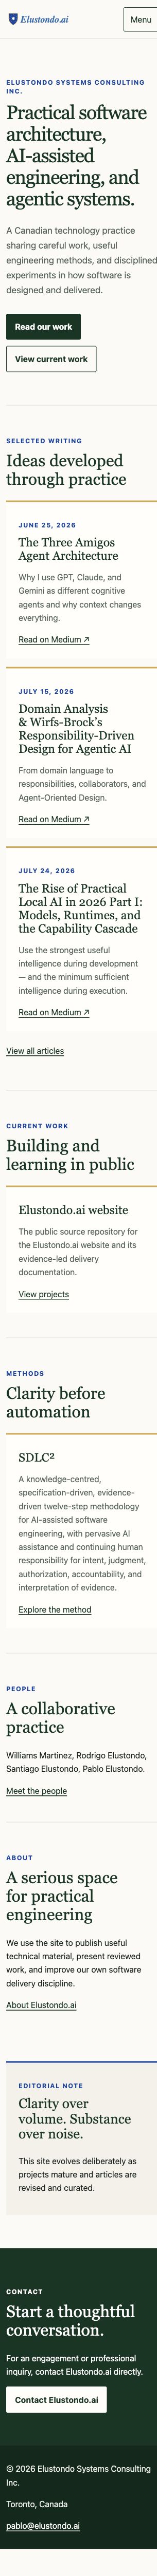 Elustondo.ai
Menu
ELUSTONDO SYSTEMS CONSULTING
INC.
Practical software
architecture,
AI-assisted
engineering, and
agentic systems.
A Canadian technology practice
sharing careful work, useful
engineering methods, and disciplined
experiments in how software is
designed and delivered.
Read our work
View current work
SELECTED WRITING
Ideas developed
through practice
JUNE 25, 2026
The Three Amigos
Agent Architecture
Why I use GPT, Claude, and
Gemini as different cognitive
agents and why context changes
everything.
Read on Medium ↗
JULY 15, 2026
Domain Analysis
& Wirfs-Brock's
Responsibility-Driven
Design for Agentic AI
From domain language to
responsibilities, collaborators, and
Agent-Oriented Design.
Read on Medium ↗
JULY 24, 2026
The Rise of Practical
Local AI in 2026 Part I:
Models, Runtimes, and
the Capability Cascade
Use the strongest useful
intelligence during development
— and the minimum sufficient
intelligence during execution.
Read on Medium ↗
View all articles
CURRENT WORK
Building and
learning in public
Elustondo.ai website
The public source repository for
the Elustondo.ai website and its
evidence-led delivery
documentation.
View projects
METHODS
Clarity before
automation
SDLC²
A knowledge-centred,
specification-driven, evidence-
driven twelve-step methodology
for AI-assisted software
engineering, with pervasive AI
assistance and continuing human
responsibility for intent, judgment,
authorization, accountability, and
interpretation of evidence.
Explore the method
PEOPLE
A collaborative
practice
Williams Martinez, Rodrigo Elustondo,
Santiago Elustondo, Pablo Elustondo.
Meet the people
ABOUT
A serious space
for practical
engineering
We use the site to publish useful
technical material, present reviewed
work, and improve our own software
delivery discipline.
About Elustondo.ai
EDITORIAL NOTE
Clarity over
volume. Substance
over noise.
This site evolves deliberately as
projects mature and articles are
revised and curated.
CONTACT
Start a thoughtful
conversation.
For an engagement or professional
inquiry, contact Elustondo.ai directly.
Contact Elustondo.ai
© 2026 Elustondo Systems Consulting
Inc.
Toronto, Canada
pablo@elustondo.ai